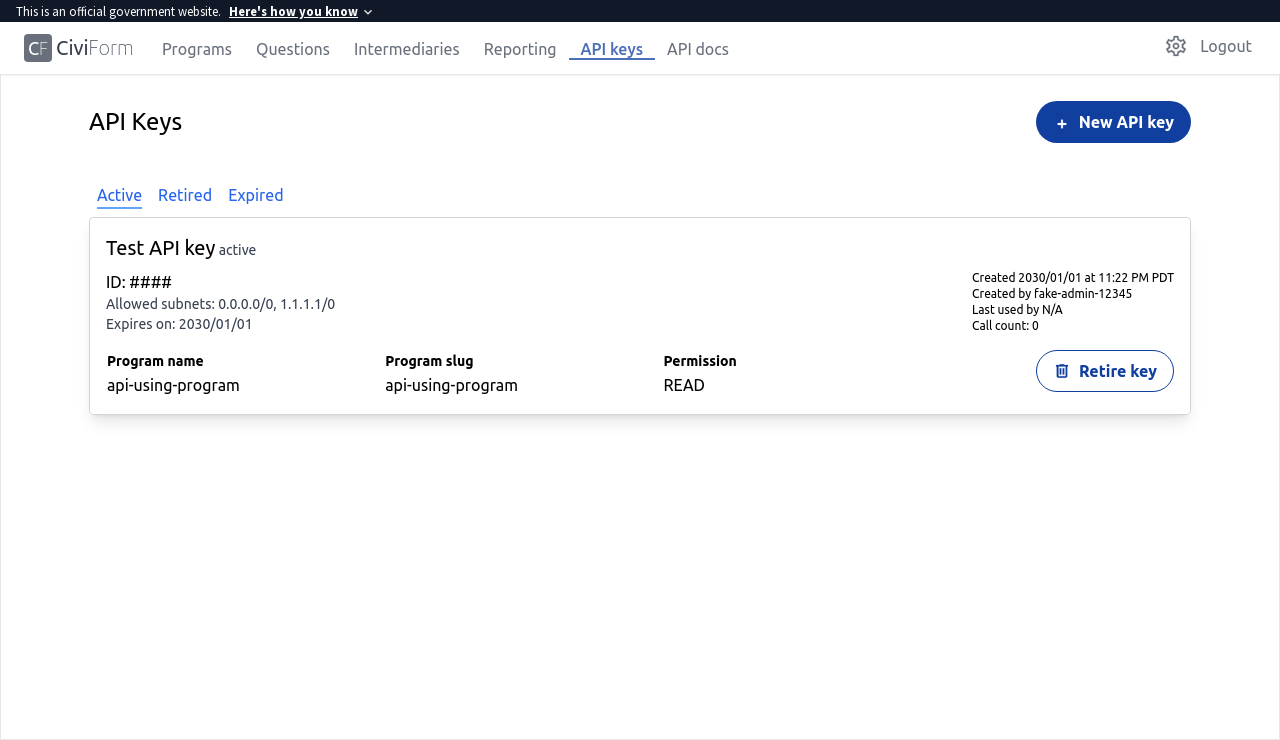 This is an official government website. Here's how you know
CF CiviForm Programs Questions Intermediaries Reporting API keys API docs Logout
API Keys
+ New API key
Active Retired Expired
Test API key active
ID: ####
Allowed subnets: 0.0.0.0/0, 1.1.1.1/0
Expires on: 2030/01/01
Created 2030/01/01 at 11:22 PM PDT
Created by fake-admin-12345
Last used by N/A
Call count: 0
Program name Program slug Permission
api-using-program api-using-program READ
Retire key